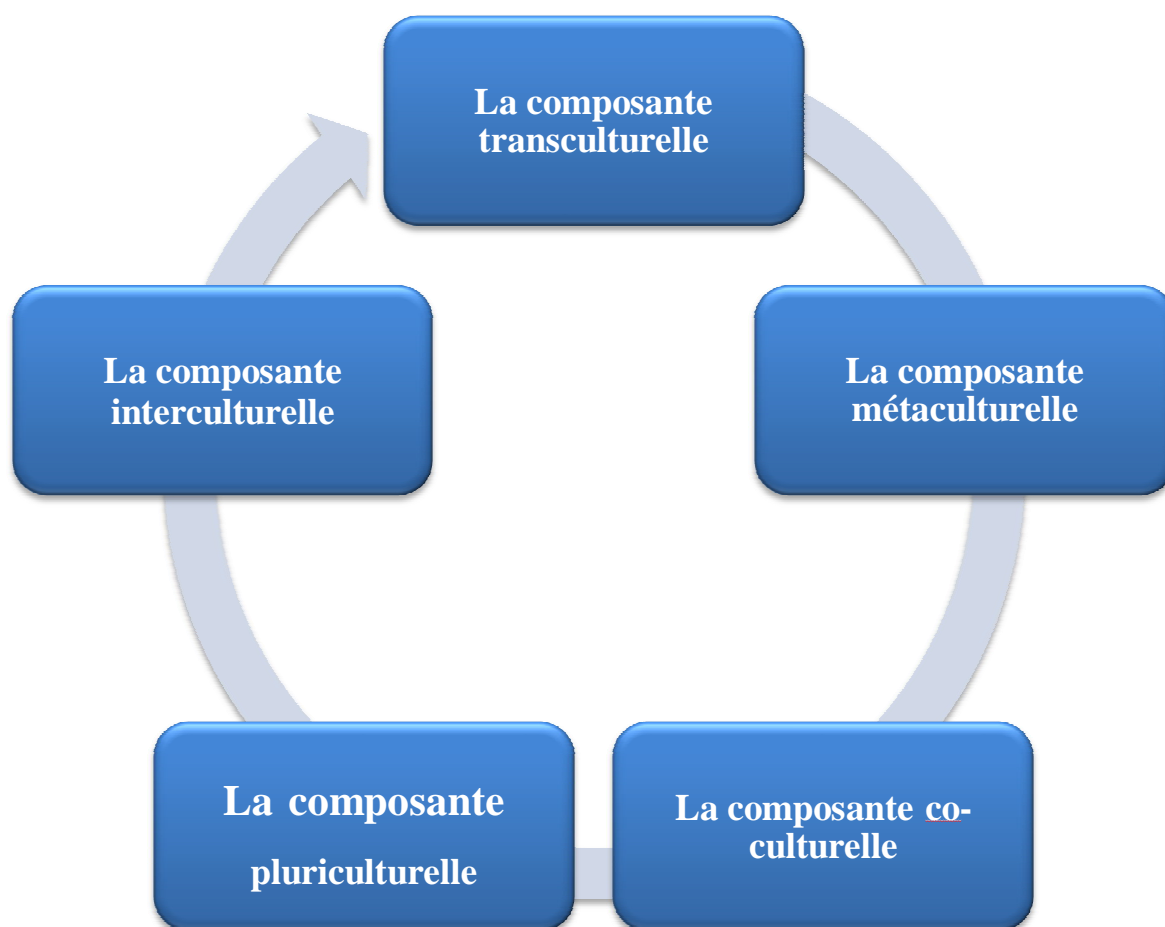 La composante
transculturelle
La composante
métaculturelle
La composante co-
culturelle
La composante
pluriculturelle
La composante
interculturelle